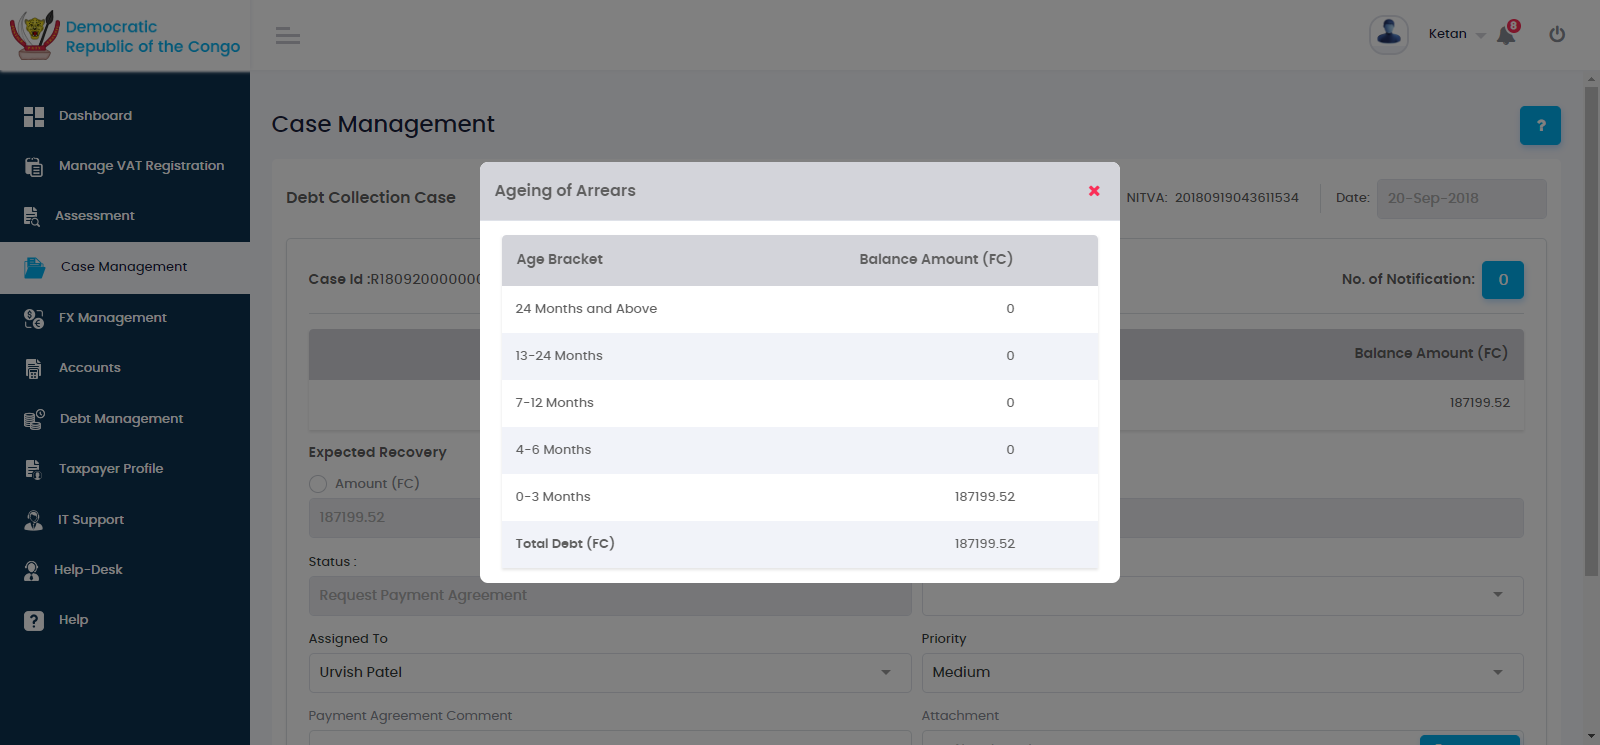 Democratic
Republic of the Congo
Ketan
8
Dashboard
Manage VAT Registration
Assessment
Case Management
FX Management
Accounts
Debt Management
Taxpayer Profile
IT Support
Help-Desk
? Help
Case Management
?
Debt Collection Case
NITVA: 20180919043611534
Date: 20-Sep-2018
Case Id :R180920000000
No. of Notification: 0
Balance Amount (FC)
187199.52
Expected Recovery
Amount (FC)
187199.52
Status :
Request Payment Agreement
Assigned To
Priority
Urvish Patel
Medium
Payment Agreement Comment
Attachment
Ageing of Arrears
Age Bracket Balance Amount (FC)
24 Months and Above 0
13-24 Months 0
7-12 Months 0
4-6 Months 0
0-3 Months 187199.52
Total Debt (FC) 187199.52